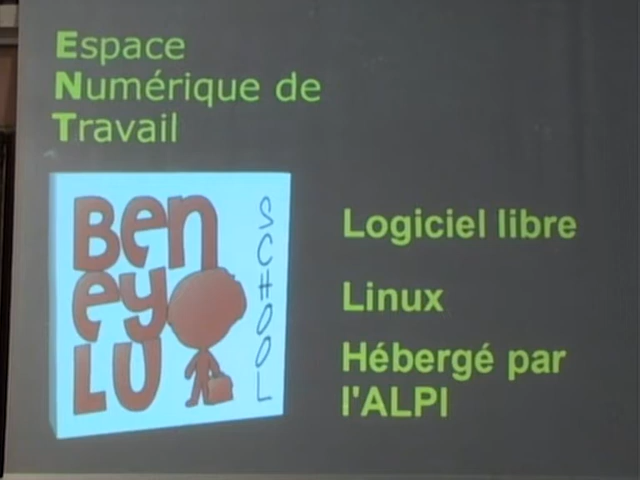 Espace
Numérique de
Travail
Ben
ey
LU
SCHOOL
Logiciel libre
Linux
Hébergé par
l'ALPI